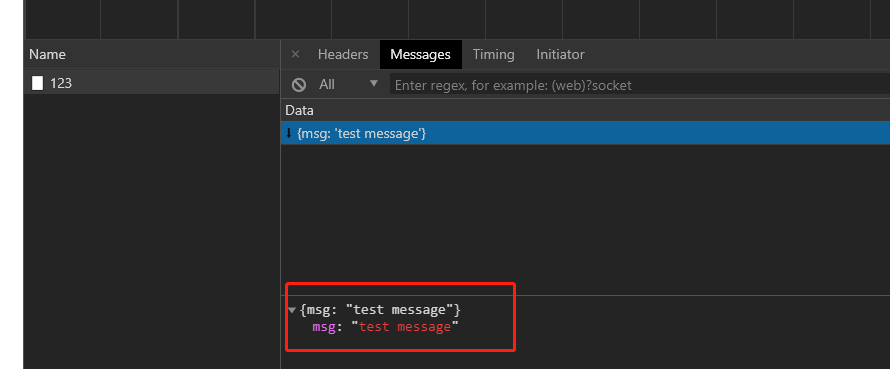 Name
× Headers Messages Timing Initiator
123
All ▼ Enter regex, for example: (web)?socket
Data
{msg: 'test message'}
{msg: "test message"}
msg: "test message"